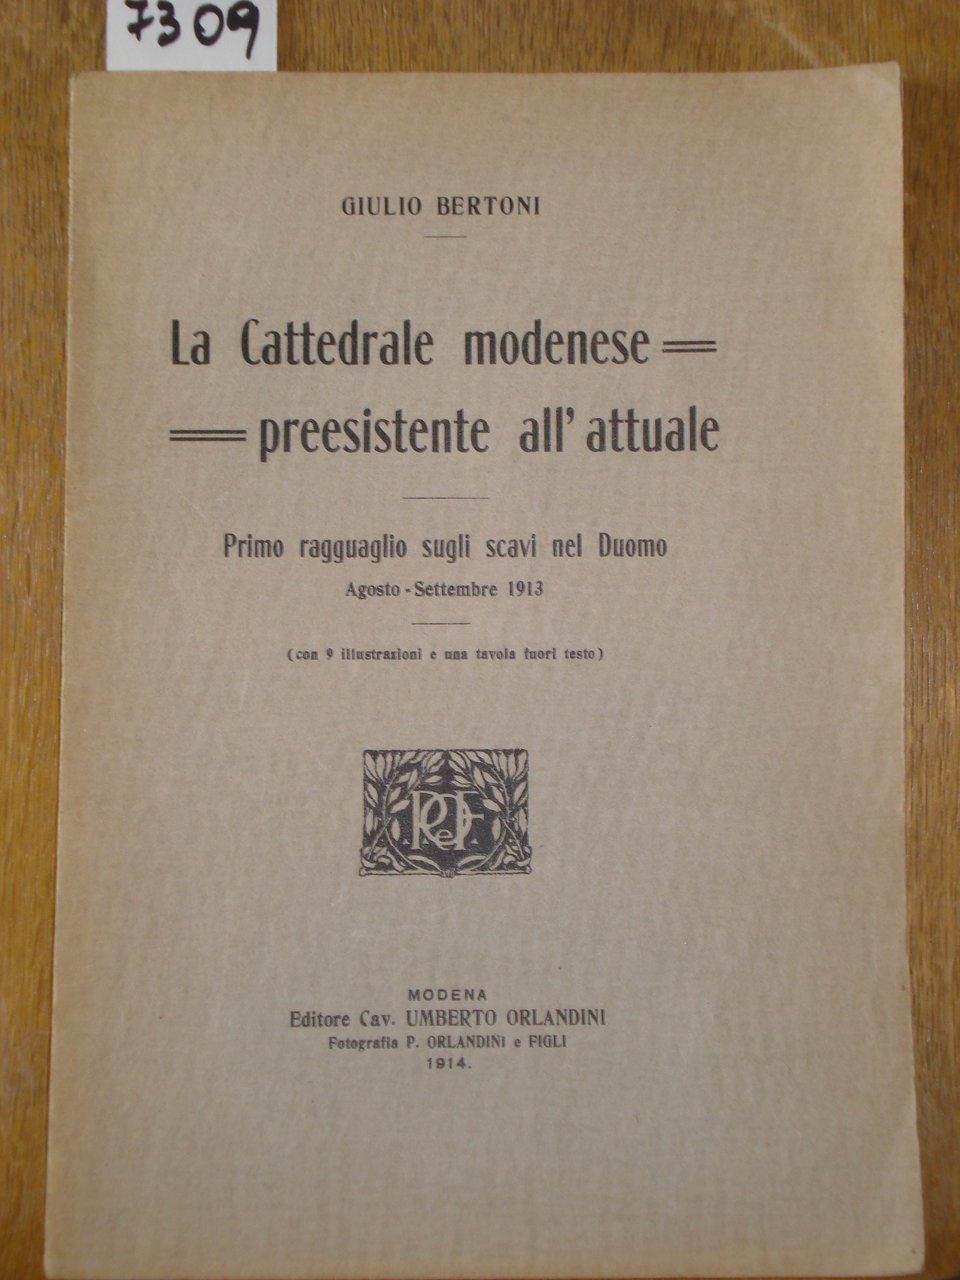 7309
GIULIO BERTONI
La Cattedrale modenese
preesistente all' attuale
Primo ragguaglio sugli scavi nel Duomo
Agosto - Settembre 1913
(con 9 illustrazioni e una tavola fuori testo)
MODENA
Editore Cav. UMBERTO ORLANDINI
Fotografia P. ORLANDINI e FIGLI
1914.